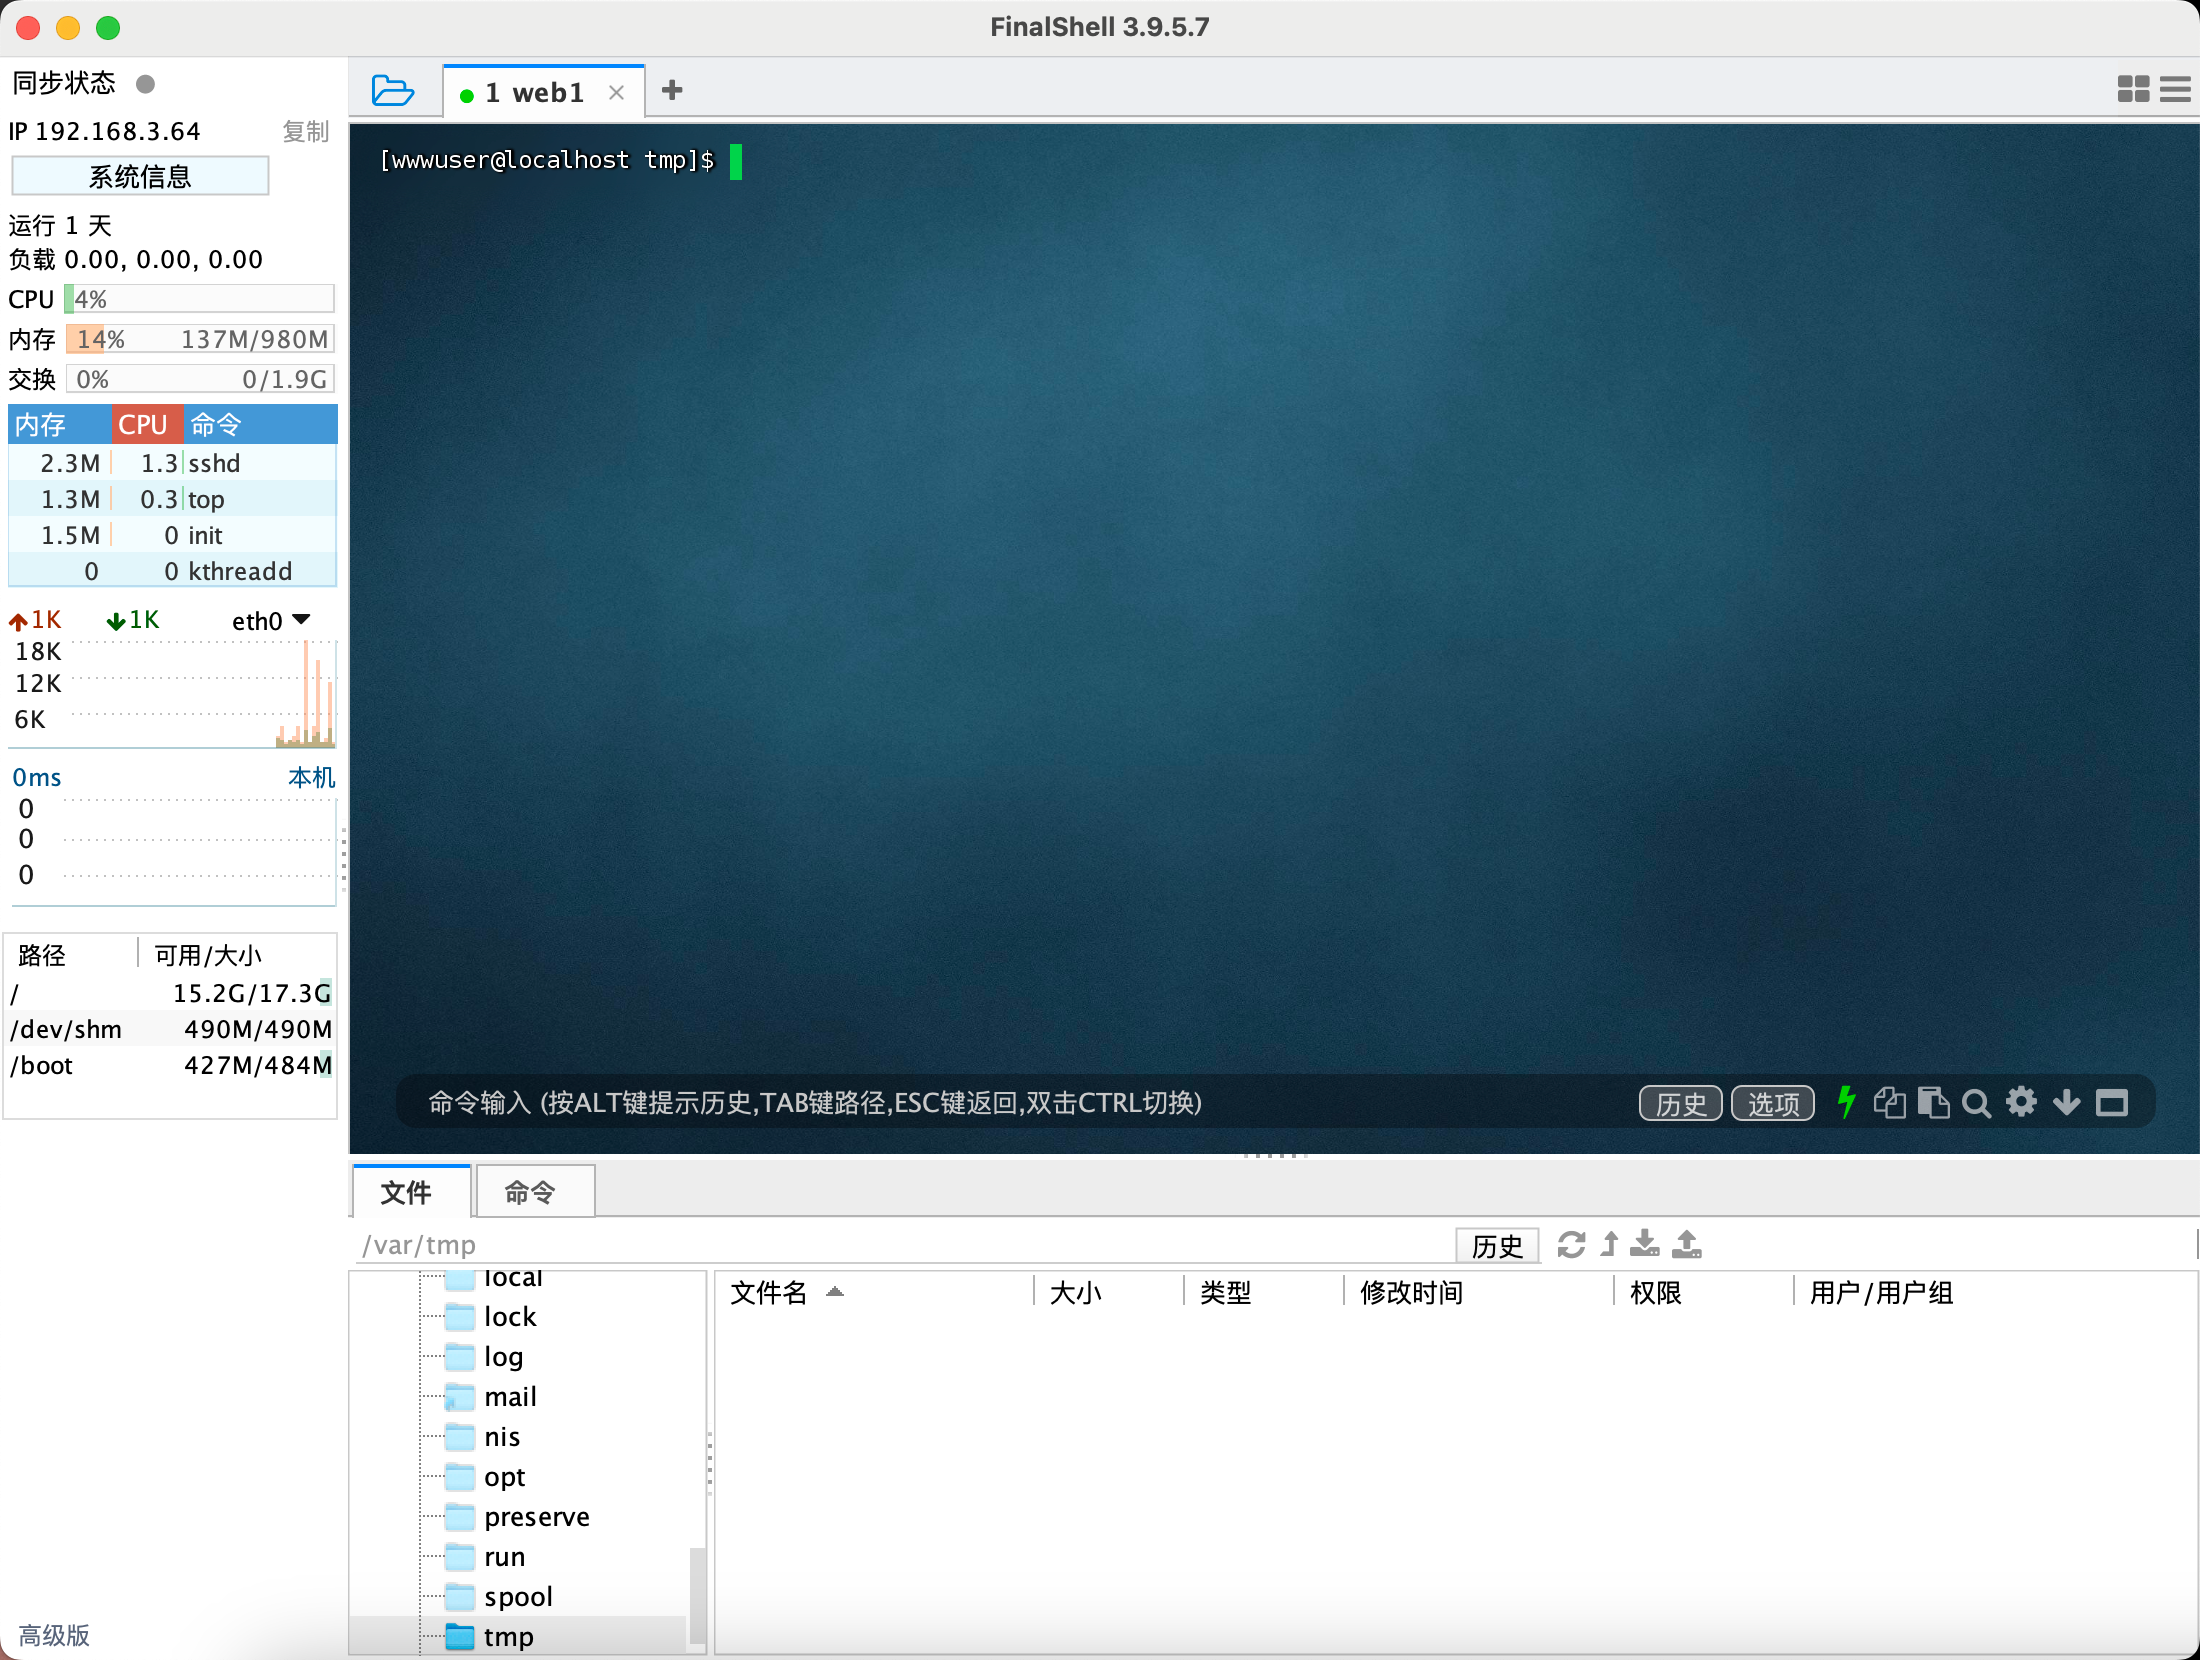 FinalShell 3.9.5.7
同步状态
IP 192.168.3.64 复制
系统信息
运行 1 天
负载 0.00, 0.00, 0.00
CPU 4%
内存 14% 137M/980M
交换 0% 0/1.9G
内存 CPU 命令
2.3M 1.3 sshd
1.3M 0.3 top
1.5M 0 init
0 0 kthreadd
1K 1K eth0
18K
12K
6K
0ms 本机
0
0
0
路径 可用/大小
/ 15.2G/17.3G
/dev/shm 490M/490M
/boot 427M/484M
高级版
1 web1
[wwwuser@localhost tmp]$
命令输入 (按ALT键提示历史,TAB键路径,ESC键返回,双击CTRL切换) 历史 选项
文件 命令
/var/tmp 历史
local
lock
log
mail
nis
opt
preserve
run
spool
tmp
文件名 大小 类型 修改时间 权限 用户/用户组